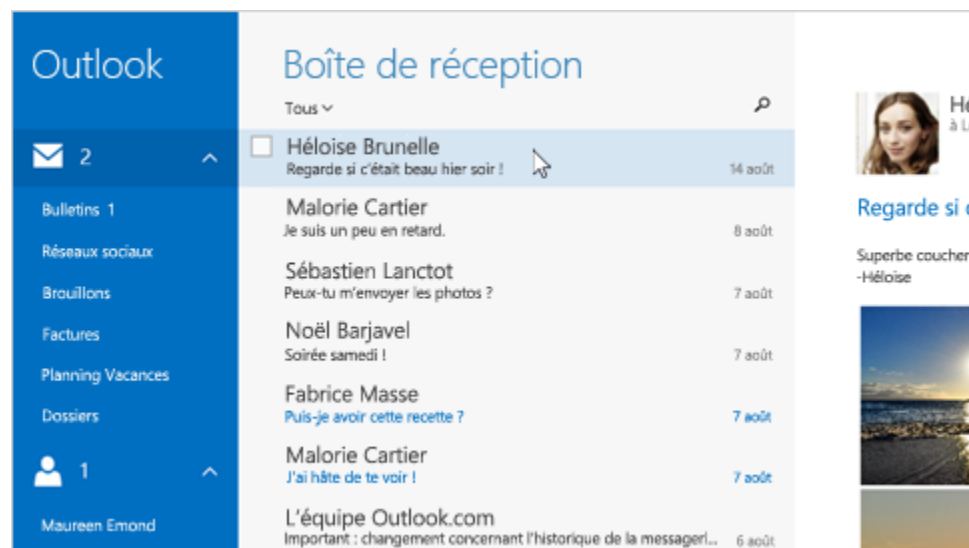 Outlook
2
Bulletins 1
Réseaux sociaux
Brouillons
Factures
Planning Vacances
Dossiers
1
Maureen Emond
Boîte de réception
Tous
Héloise Brunelle
Regarde si c'était beau hier soir !
14 août
Malorie Cartier
Je suis un peu en retard.
8 août
Sébastien Lanctot
Peux-tu m'envoyer les photos ?
7 août
Noël Barjavel
Soirée samedi !
7 août
Fabrice Masse
Puis-je avoir cette recette ?
7 août
Malorie Cartier
J'ai hâte de te voir !
7 août
L'équipe Outlook.com
Important : changement concernant l'historique de la messagerl...
6 août
Hé
à L
Regarde si c
Superbe coucher
-Héloise